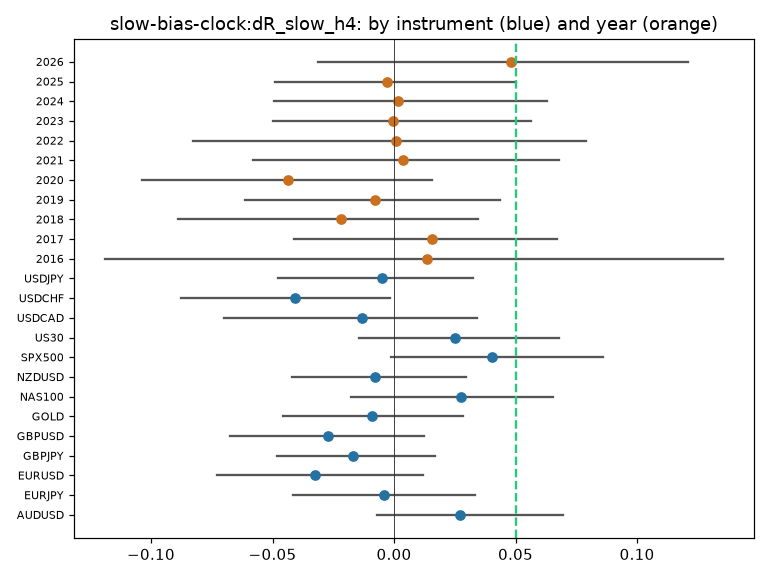 slow-bias-clock:dR_slow_h4: by instrument (blue) and year (orange)
2026
2025
2024
2023
2022
2021
2020
2019
2018
2017
2016
USDJPY
USDCHF
USDCAD
US30
SPX500
NZDUSD
NAS100
GOLD
GBPUSD
GBPJPY
EURUSD
EURJPY
AUDUSD
−0.10 −0.05 0.00 0.05 0.10